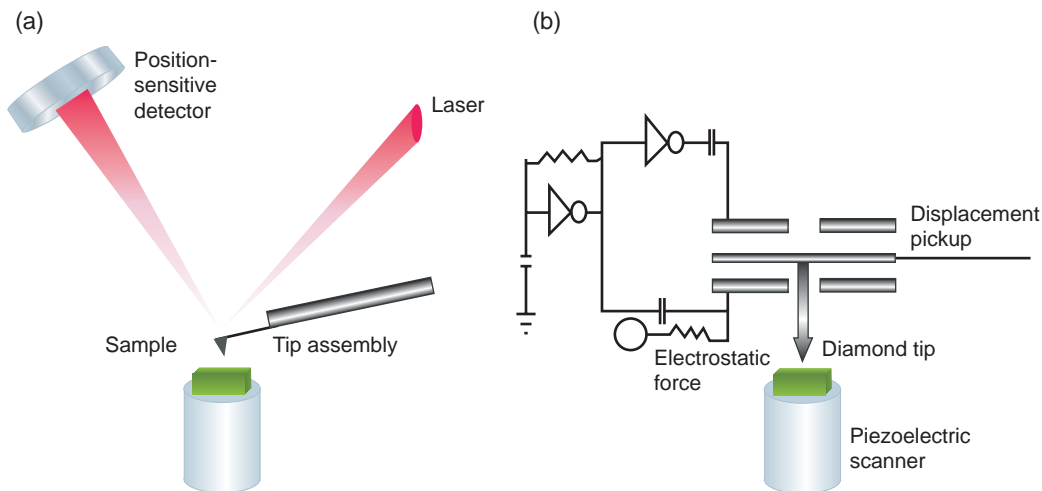 (a)
Position-
sensitive
detector
Laser
Sample
Tip assembly
(b)
Displacement
pickup
Electrostatic
force
Diamond tip
Piezoelectric
scanner